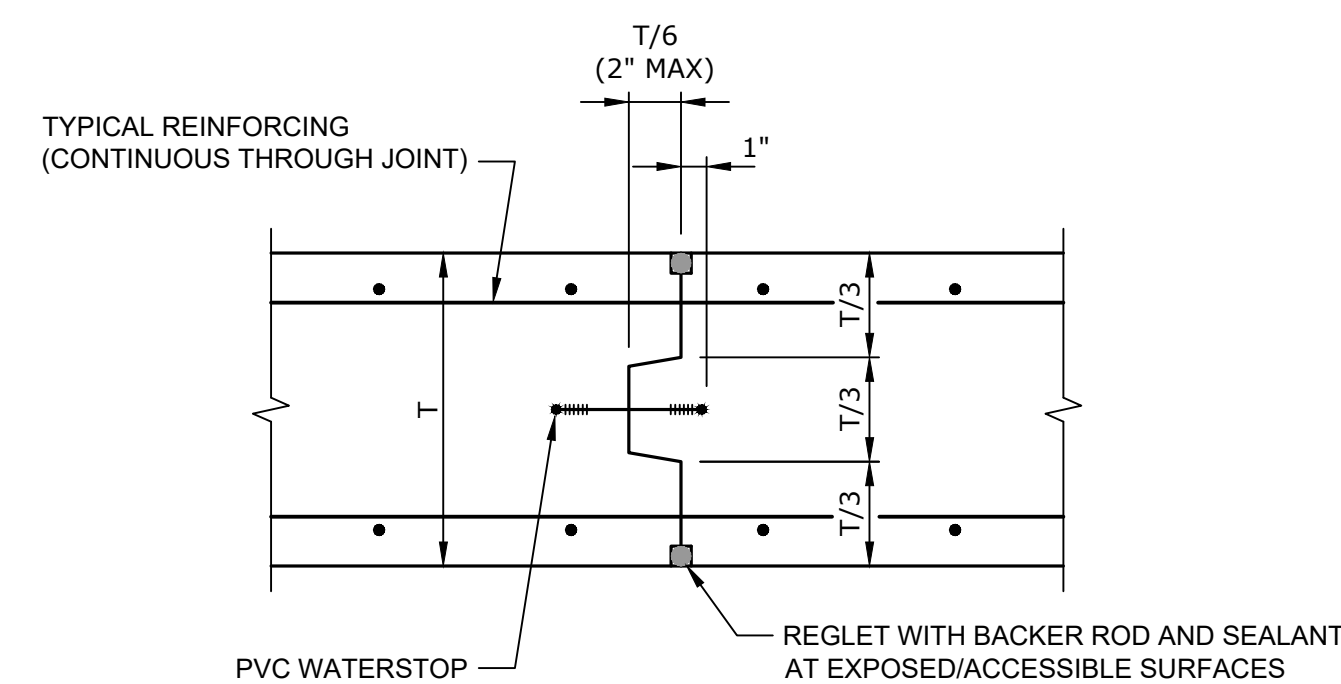 T/6
(2" MAX)
TYPICAL REINFORCING
(CONTINUOUS THROUGH JOINT)
1"
T/3
T
T/3
T/3
REGLET WITH BACKER ROD AND SEALANT
AT EXPOSED/ACCESSIBLE SURFACES
PVC WATERSTOP